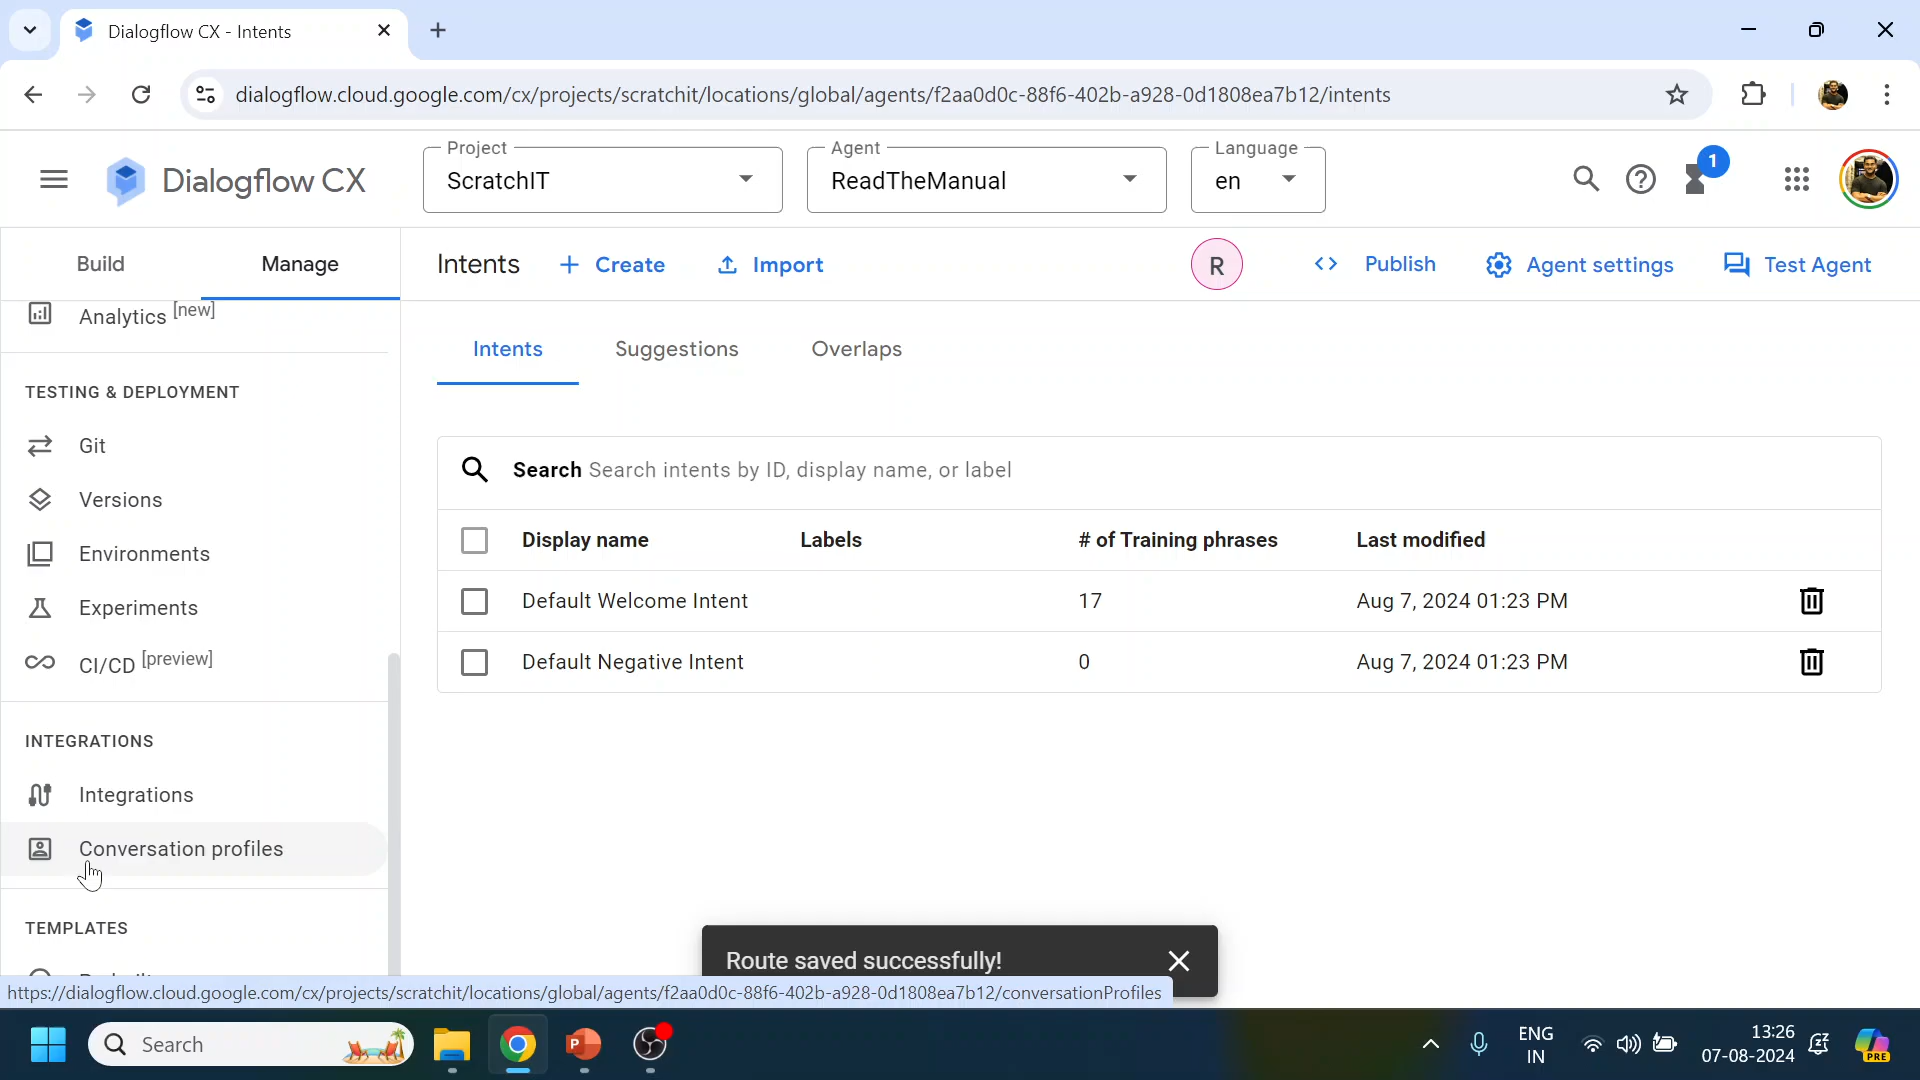 Dialogflow CX - Intents
dialogflow.cloud.google.com/cx/projects/scratchit/locations/global/agents/f2aa0d0c-88f6-402b-a928-0d1808ea7b12/intents
Dialogflow CX
Project
ScratchIT
Agent
ReadTheManual
Language
en
1
Build
Manage
Intents
Create
Import
R
Publish
Agent settings
Test Agent
Analytics [new]
TESTING & DEPLOYMENT
Git
Versions
Environments
Experiments
CI/CD [preview]
INTEGRATIONS
Integrations
Conversation profiles
TEMPLATES
Intents
Suggestions
Overlaps
Search Search intents by ID, display name, or label
Display name Labels # of Training phrases Last modified
Default Welcome Intent 17 Aug 7, 2024 01:23 PM
Default Negative Intent 0 Aug 7, 2024 01:23 PM
Route saved successfully!
https://dialogflow.cloud.google.com/cx/projects/scratchit/locations/global/agents/f2aa0d0c-88f6-402b-a928-0d1808ea7b12/conversationProfiles
Search
ENG
IN
13:26
07-08-2024
PRE